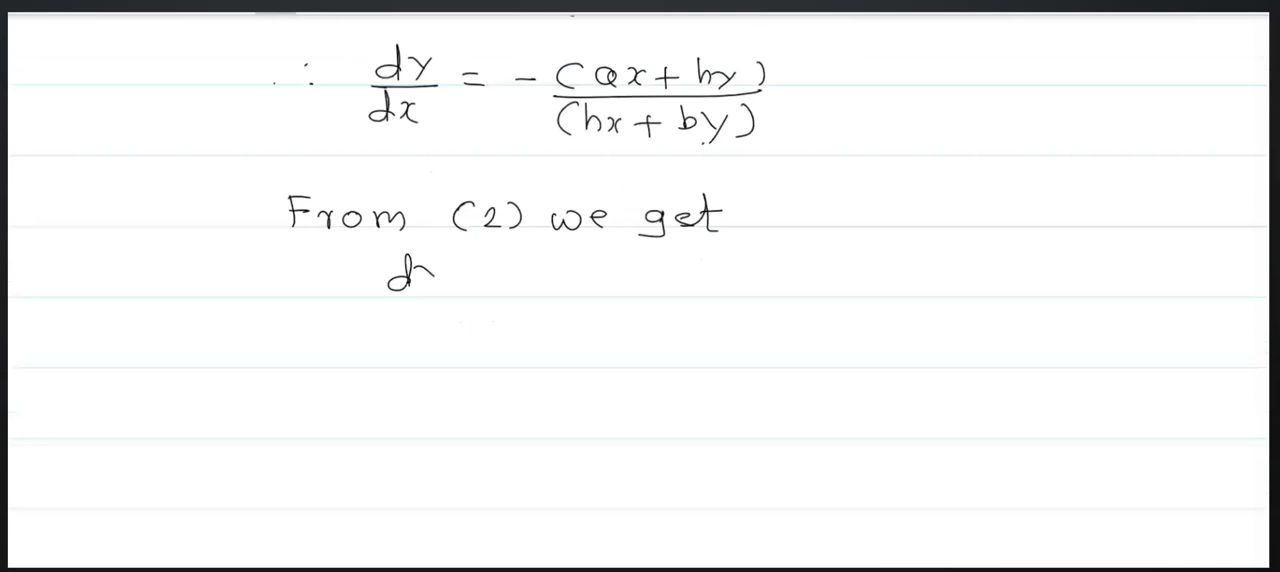 ∴ dy/dx = - (ax + hy)/(hx + by)
From (2) we get